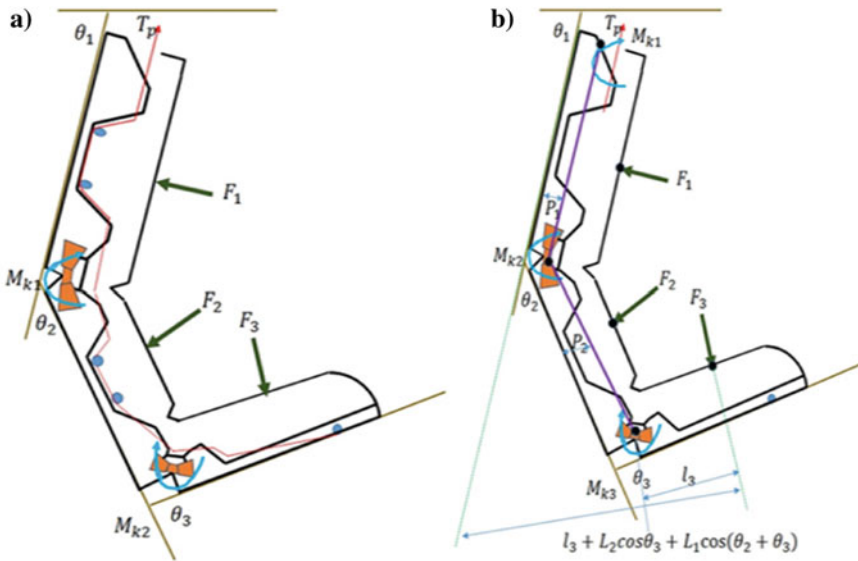 a)
θ₁
Tₚ
F₁
Mₖ₁
θ₂
F₂
F₃
Mₖ₂
θ₃
b)
θ₁
Tₚ
Mₖ₁
F₁
P₁
Mₖ₂
θ₂
F₂
F₃
P₂
Mₖ₃
θ₃
l₃
l₃ + L₂cosθ₃ + L₁cos(θ₂ + θ₃)